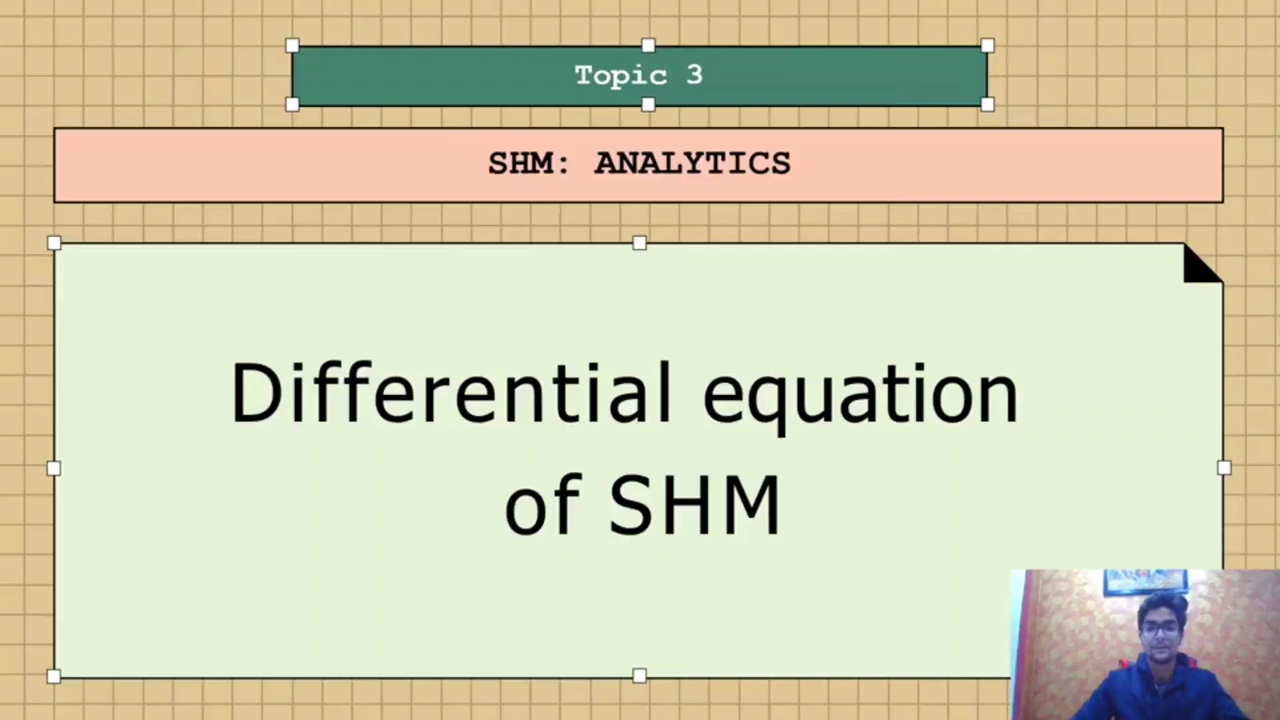 Topic 3
SHM: ANALYTICS
Differential equation
of SHM